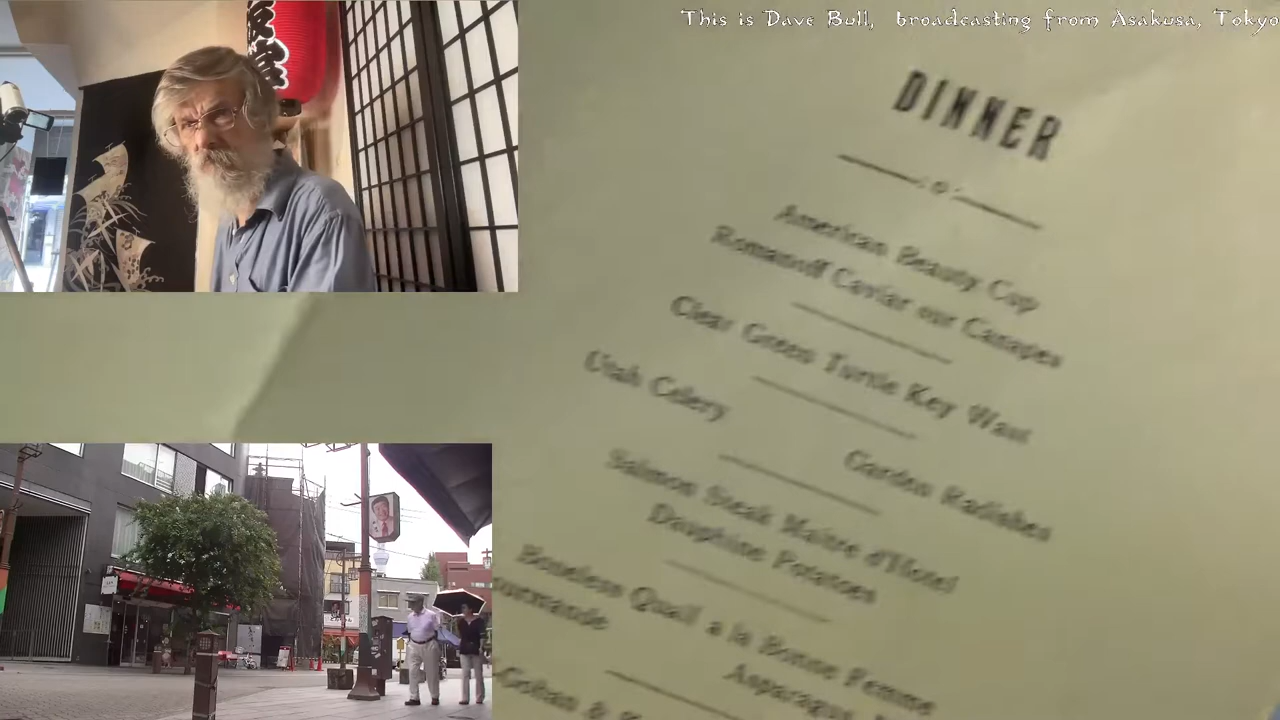 This is Dave Bull, broadcasting from Asakusa, Tokyo
DINNER
American Beauty Cup
Romanoff Caviar sur Canapes
Clear Green Turtle Key West
Utah Celery
Garden Radishes
Salmon Steak Maitre d'Hotel
Dauphine Potatoes
Boneless Quail a la Bonne Femme
Gourmande
Asparagus